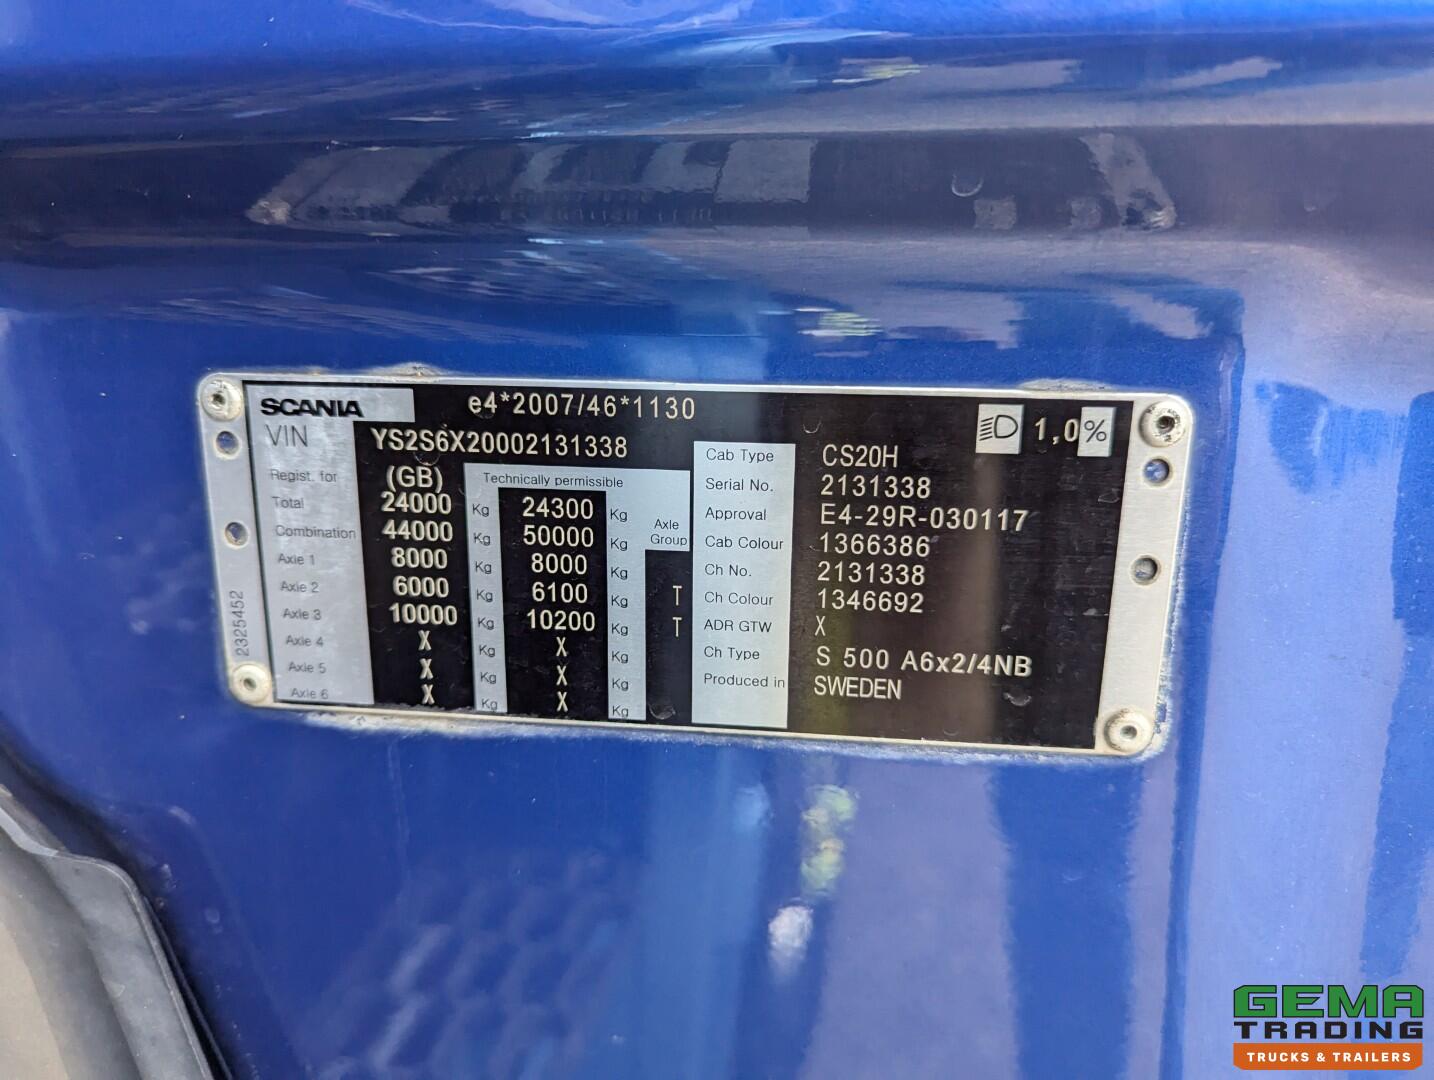 SCANIA e4*2007/46*1130 1,0%
VIN YS2S6X20002131338
Regist. for (GB) Technically permissible
Total 24000 Kg 24300 Kg
Combination 44000 Kg 50000 Kg Axle Group
Axle 1 8000 Kg 8000 Kg
Axle 2 6000 Kg 6100 Kg T
Axle 3 10000 Kg 10200 Kg T
Axle 4 X Kg X Kg
Axle 5 X Kg X Kg
Axle 6 X Kg X Kg
Cab Type CS20H
Serial No. 2131338
Approval E4-29R-030117
Cab Colour 1366386
Ch No. 2131338
Ch Colour 1346692
ADR GTW X
Ch Type S 500 A6x2/4NB
Produced in SWEDEN
2325452
GEMA
TRADING
TRUCKS & TRAILERS